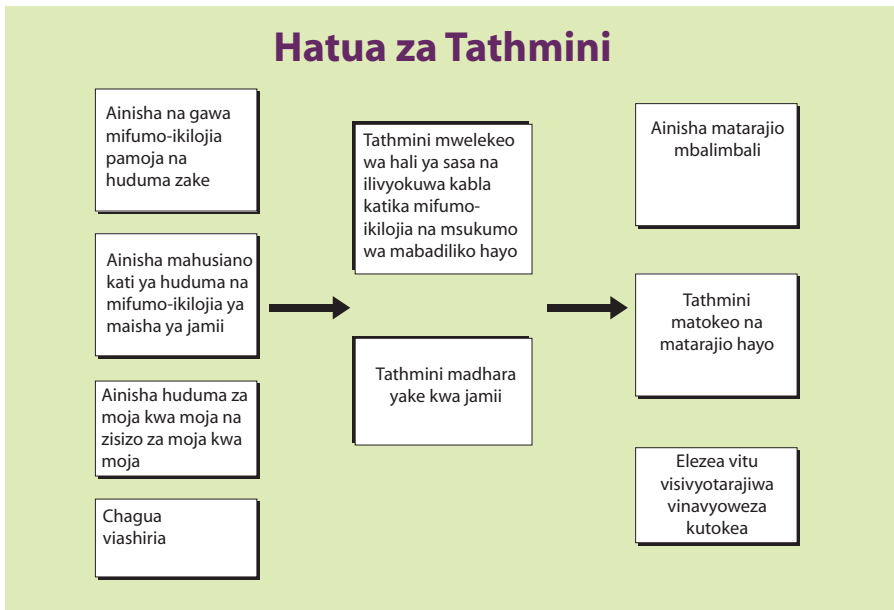 Hatua za Tathmini
Ainisha na gawa
mifumo-ikilojia
pamoja na
huduma zake
Ainisha mahusiano
kati ya huduma na
mifumo-ikilojia ya
maisha ya jamii
Ainisha huduma za
moja kwa moja na
zisizo za moja kwa
moja
Chagua
viashiria
Tathmini mwelekeo
wa hali ya sasa na
ilivyokuwa kabla
katika mifumo-
ikilojia na msukumo
wa mabadiliko hayo
Tathmini madhara
yake kwa jamii
Ainisha matarajio
mbalimbali
Tathmini
matokeo na
matarajio hayo
Elezea vitu
visivyotarajiwa
vinavyoweza
kutokea